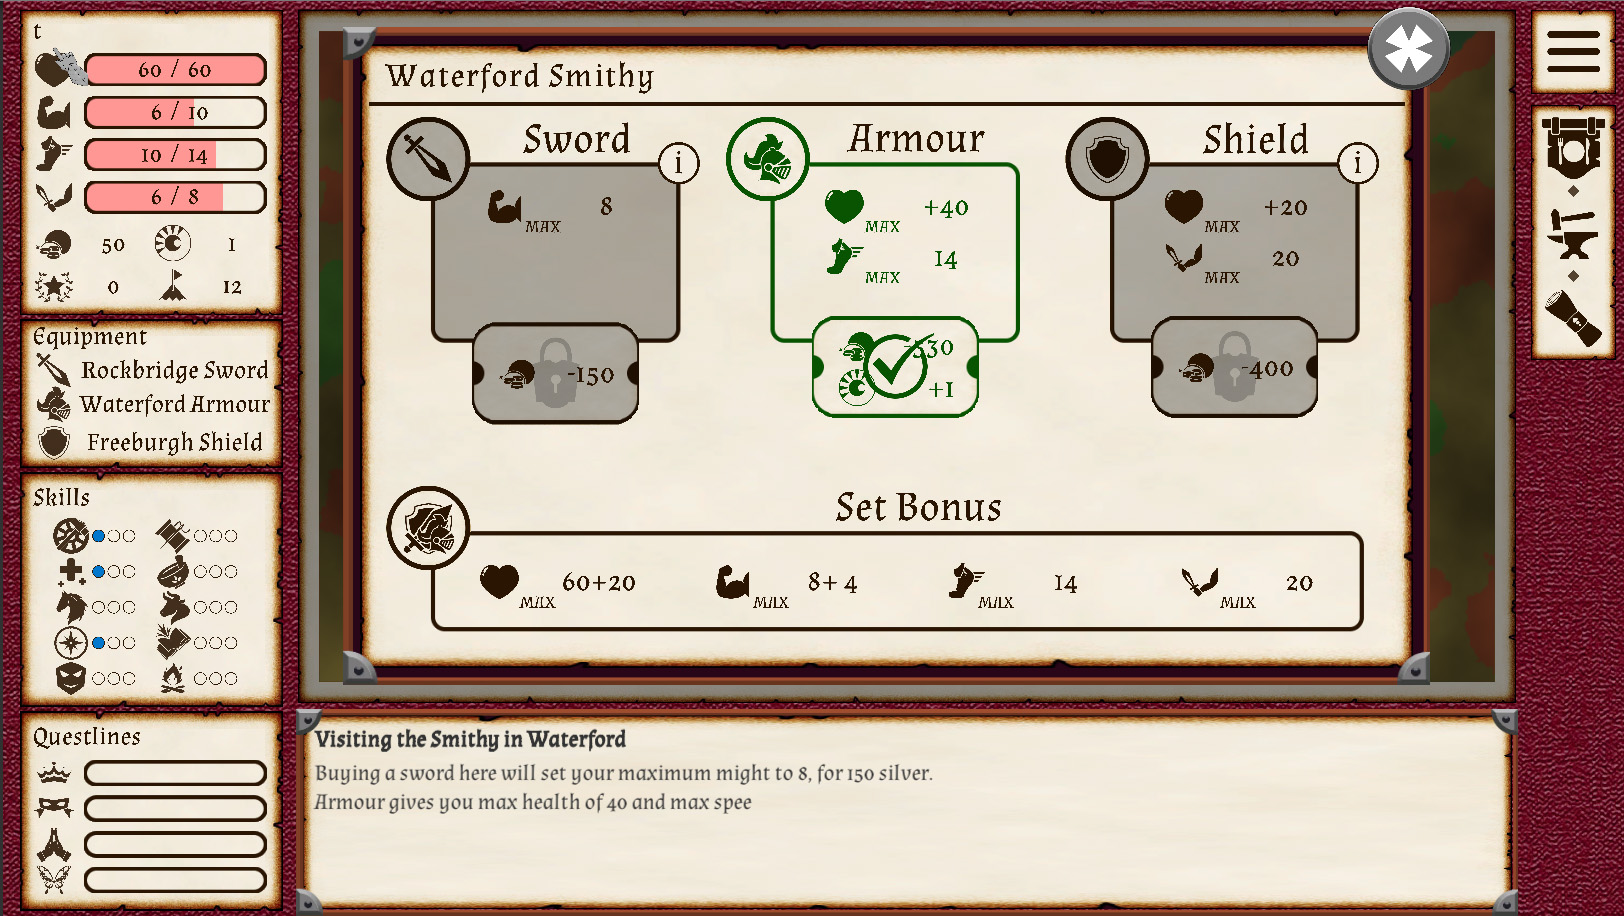 t
60 / 60
6 / 10
10 / 14
6 / 8
50 1
0 12
Equipment
Rockbridge Sword
Waterford Armour
Freeburgh Shield
Skills
Questlines
Waterford Smithy
Sword
i
MAX 8
-150
Armour
MAX +40
MAX 14
-330
+1
Shield
i
MAX +20
MAX 20
-400
Set Bonus
MAX 60+20
MAX 8+ 4
MAX 14
MAX 20
Visiting the Smithy in Waterford
Buying a sword here will set your maximum might to 8, for 150 silver.
Armour gives you max health of 40 and max spee